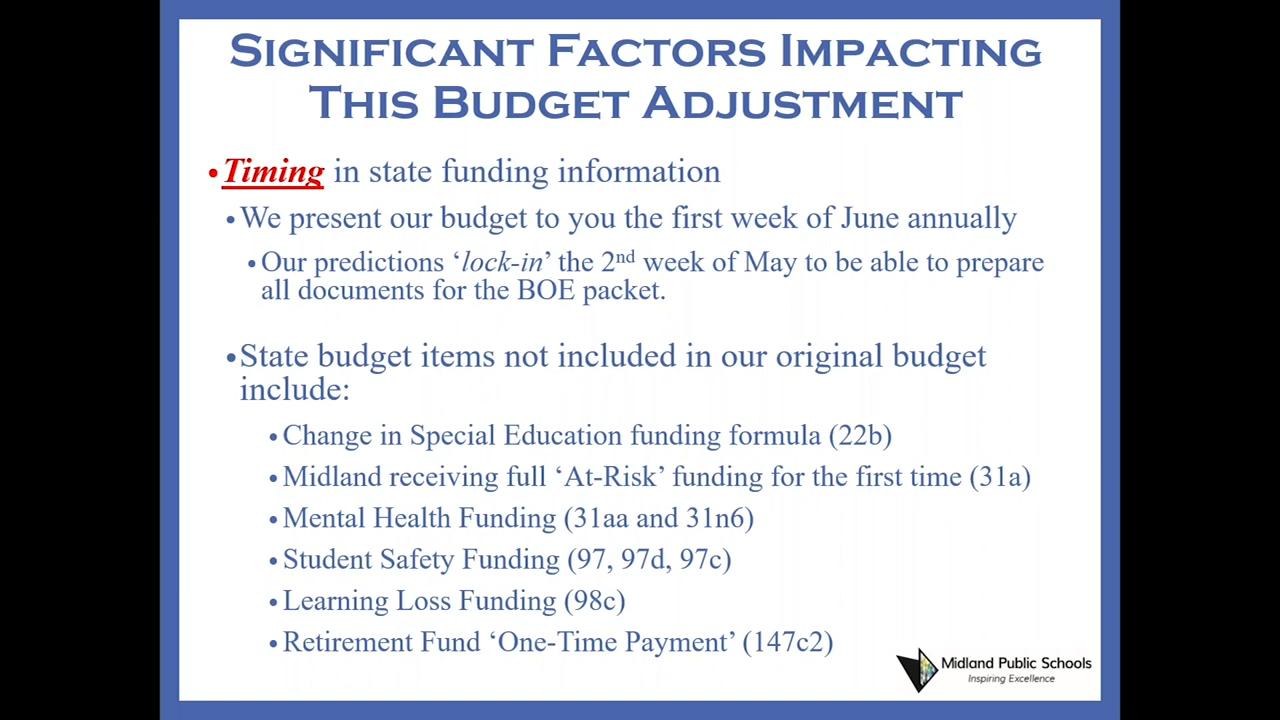 SIGNIFICANT FACTORS IMPACTING
THIS BUDGET ADJUSTMENT
•Timing in state funding information
•We present our budget to you the first week of June annually
•Our predictions ‘lock-in’ the 2nd week of May to be able to prepare
all documents for the BOE packet.
•State budget items not included in our original budget
include:
•Change in Special Education funding formula (22b)
•Midland receiving full ‘At-Risk’ funding for the first time (31a)
•Mental Health Funding (31aa and 31n6)
•Student Safety Funding (97, 97d, 97c)
•Learning Loss Funding (98c)
•Retirement Fund ‘One-Time Payment’ (147c2)
Midland Public Schools
Inspiring Excellence